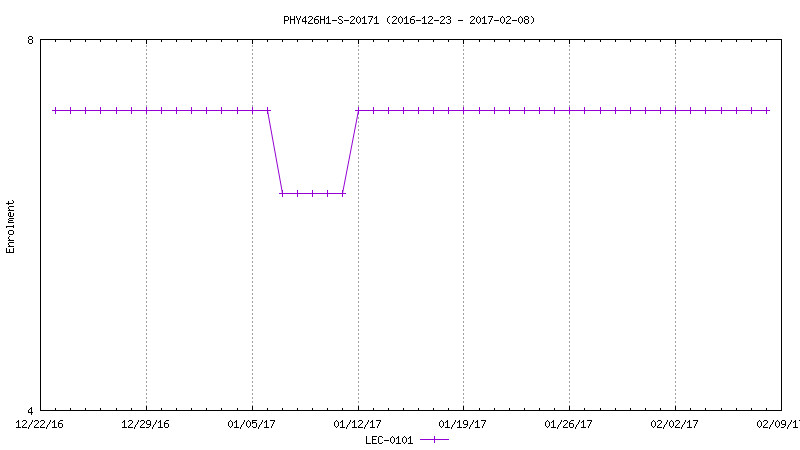 PHY426H1-S-20171 (2016-12-23 - 2017-02-08)
8
Enrolment
4
12/22/16 12/29/16 01/05/17 01/12/17 01/19/17 01/26/17 02/02/17 02/09/1
LEC-0101